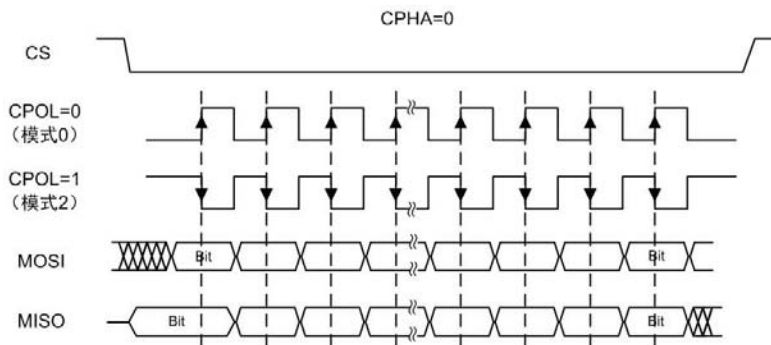 CPHA=0
CS
CPOL=0
（模式0）
CPOL=1
（模式2）
MOSI
Bit
Bit
MISO
Bit
Bit